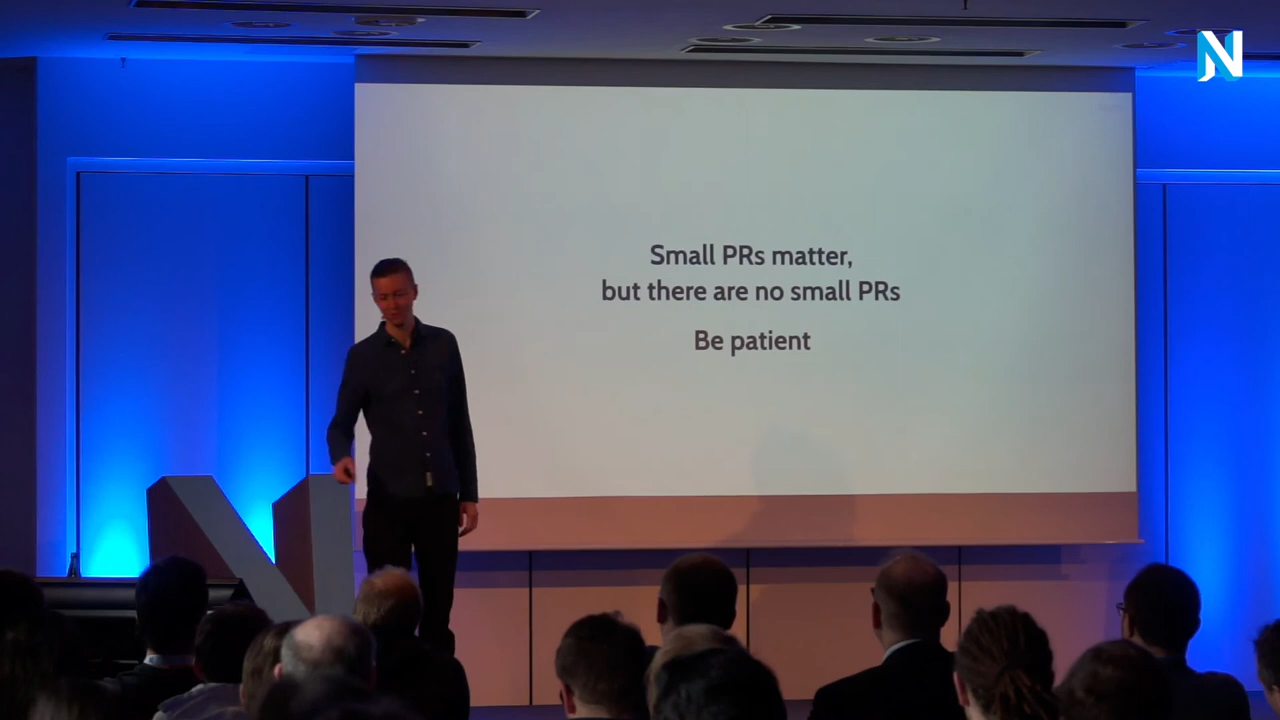 N
Small PRs matter,
but there are no small PRs
Be patient
N